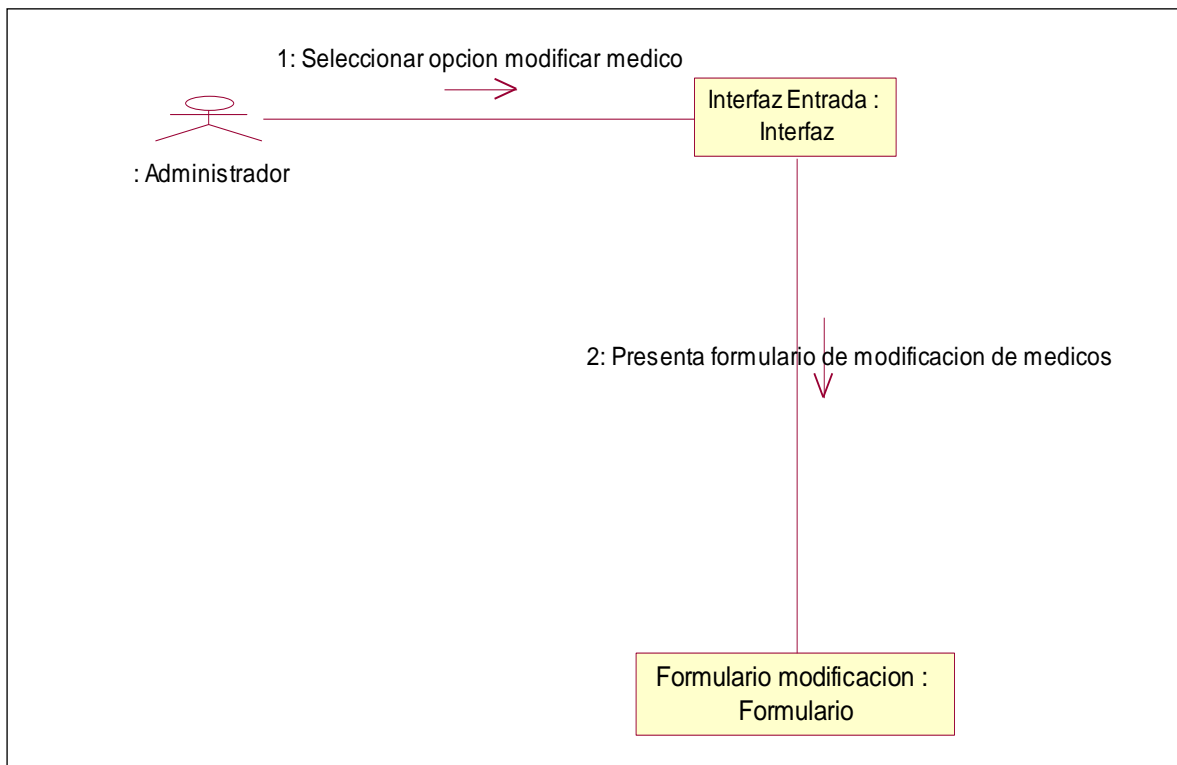 1: Seleccionar opcion modificar medico
Interfaz Entrada :
Interfaz
: Administrador
2: Presenta formulario de modificacion de medicos
Formulario modificacion :
Formulario